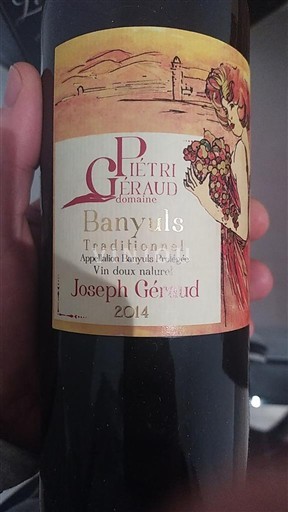 PIÉTRI
GÉRAUD
domaine
Banyuls
Traditionnel
Appellation Banyuls Protégée
Vin doux naturel
Joseph Géraud
2014